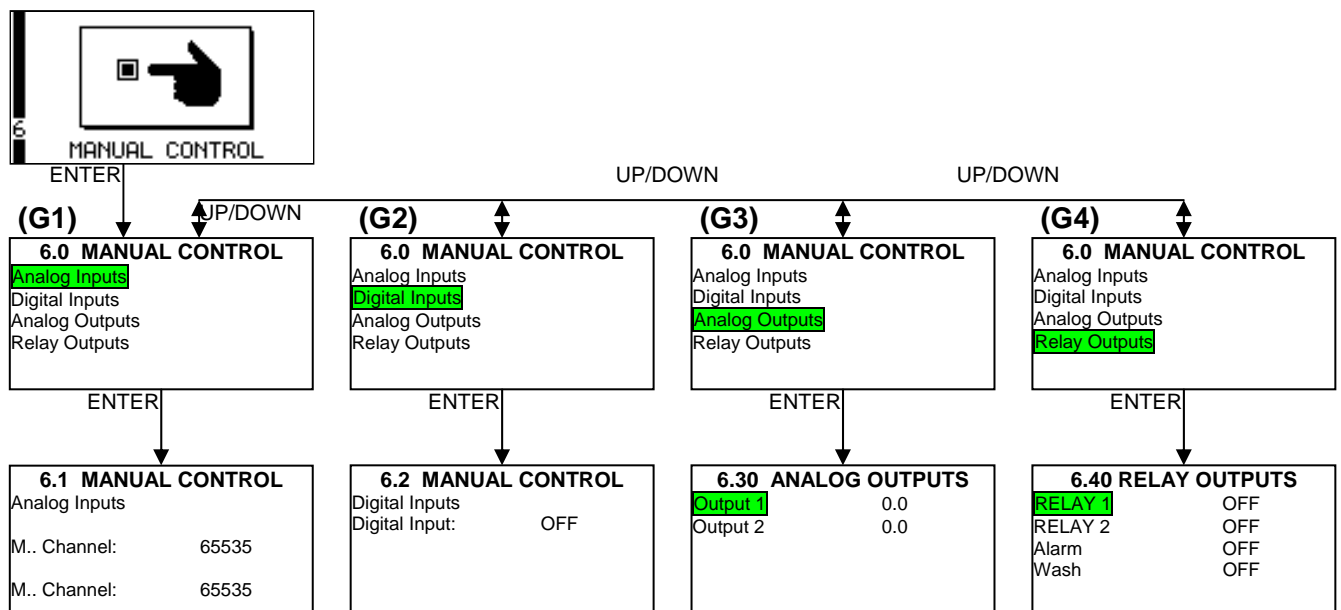 6
MANUAL CONTROL
ENTER
UP/DOWN
UP/DOWN
UP/DOWN
(G1)
6.0 MANUAL CONTROL
Analog Inputs
Digital Inputs
Analog Outputs
Relay Outputs
ENTER
6.1 MANUAL CONTROL
Analog Inputs
M.. Channel: 65535
M.. Channel: 65535
(G2)
6.0 MANUAL CONTROL
Analog Inputs
Digital Inputs
Analog Outputs
Relay Outputs
ENTER
6.2 MANUAL CONTROL
Digital Inputs
Digital Input: OFF
(G3)
6.0 MANUAL CONTROL
Analog Inputs
Digital Inputs
Analog Outputs
Relay Outputs
ENTER
6.30 ANALOG OUTPUTS
Output 1 0.0
Output 2 0.0
(G4)
6.0 MANUAL CONTROL
Analog Inputs
Digital Inputs
Analog Outputs
Relay Outputs
ENTER
6.40 RELAY OUTPUTS
RELAY 1 OFF
RELAY 2 OFF
Alarm OFF
Wash OFF